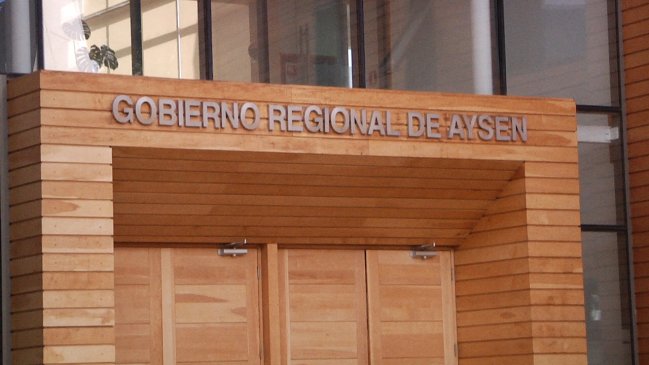 GOBIERNO REGIONAL DE AYSEN